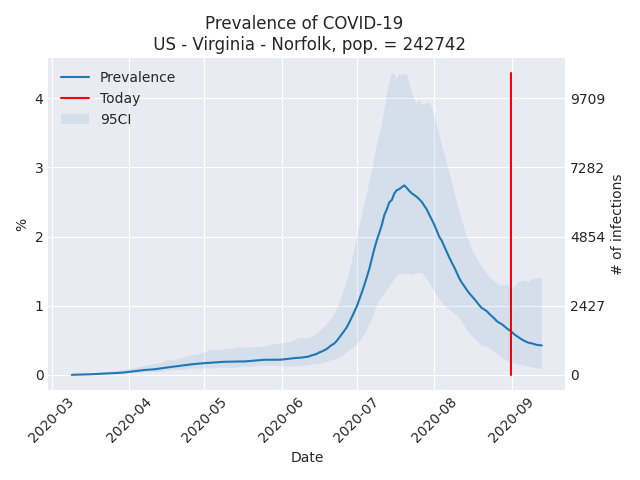 Prevalence of COVID-19
US - Virginia - Norfolk, pop. = 242742
Prevalence
Today
95CI
4
3
2
1
0
%
9709
7282
4854
2427
0
# of infections
2020-03
2020-04
2020-05
2020-06
2020-07
2020-08
2020-09
Date